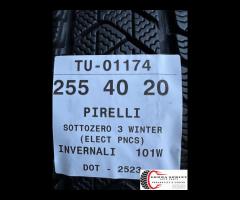 TU-01174
255 40 20
PIRELLI
SOTTOZERO 3 WINTER
(ELECT PNCS)
INVERNALI 101W
DOT - 2523